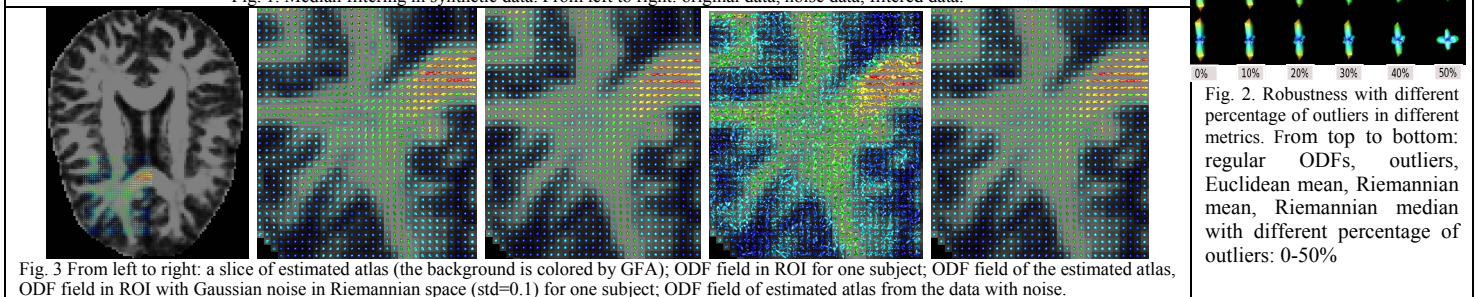 Fig. 1. Median filtering in synthetic data. From left to right: original data, noise data, filtered data.
0% 10% 20% 30% 40% 50%
Fig. 2. Robustness with different
percentage of outliers in different
metrics. From top to bottom:
regular ODFs, outliers,
Euclidean mean, Riemannian
mean, Riemannian median
with different percentage of
outliers: 0-50%
Fig. 3 From left to right: a slice of estimated atlas (the background is colored by GFA); ODF field in ROI for one subject; ODF field of the estimated atlas,
ODF field in ROI with Gaussian noise in Riemannian space (std=0.1) for one subject; ODF field of estimated atlas from the data with noise.